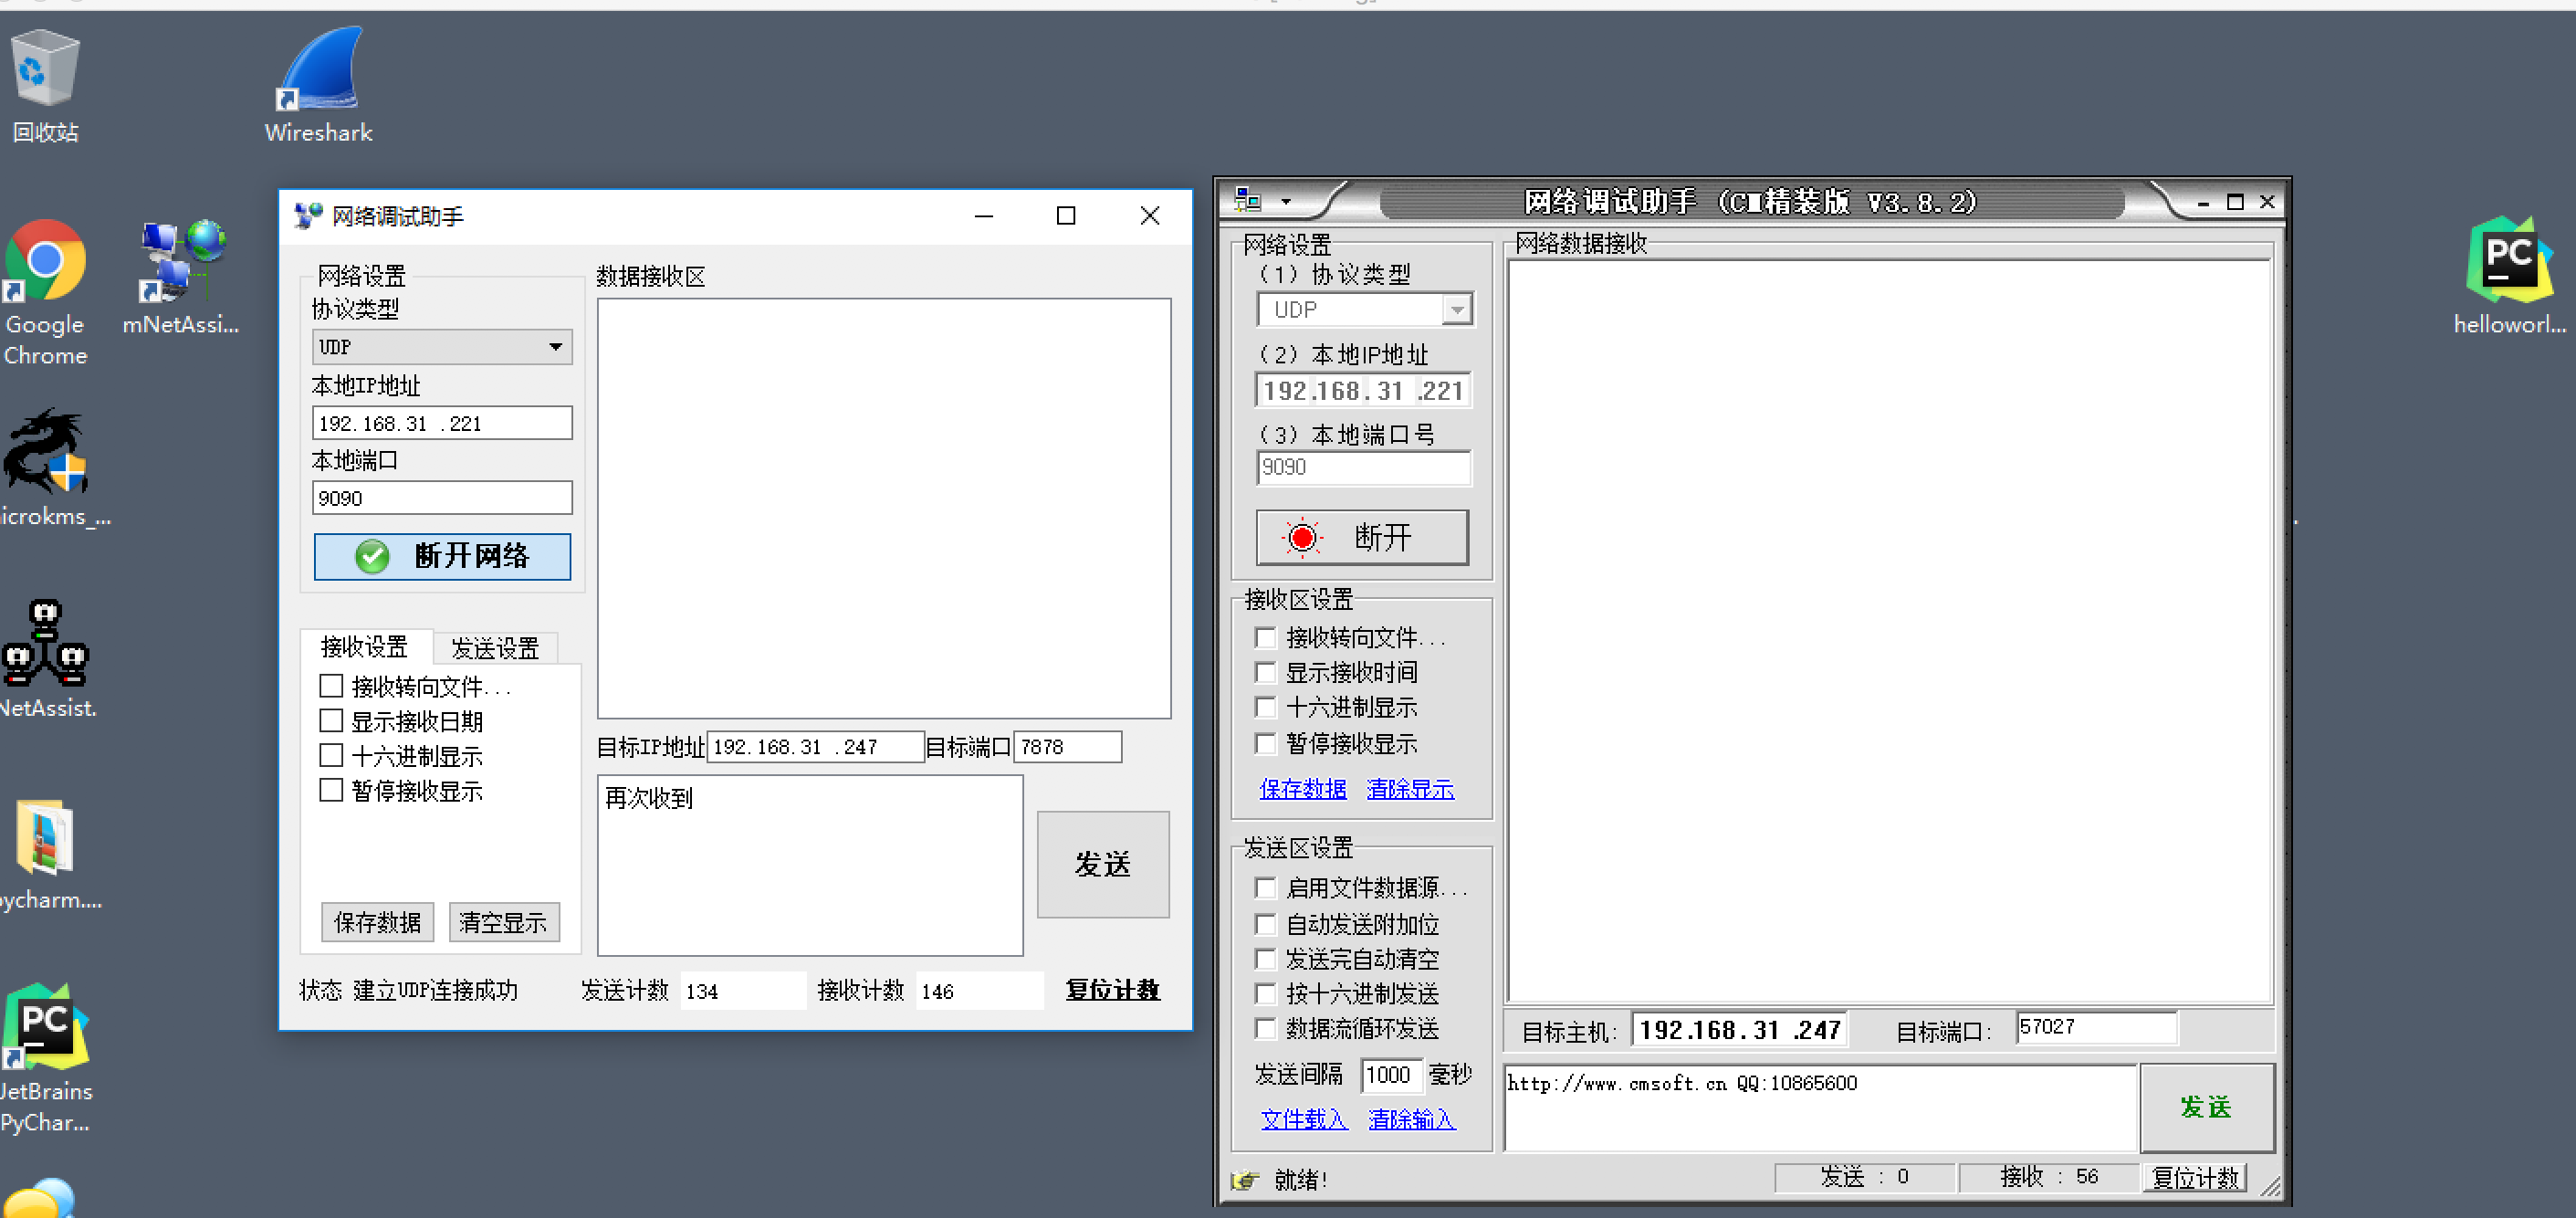 回收站
Wireshark
Google
Chrome
mNetAssi...
icrokms_...
NetAssist.
ycharm....
JetBrains
PyChar...
helloworl...
网络调试助手
网络设置
协议类型
UDP
本地IP地址
192.168.31 .221
本地端口
9090
断开网络
接收设置
发送设置
接收转向文件...
显示接收日期
十六进制显示
暂停接收显示
保存数据
清空显示
数据接收区
目标IP地址 192.168.31 .247 目标端口 7878
再次收到
发送
状态 建立UDP连接成功 发送计数 134 接收计数 146 复位计数
网络调试助手 (CM精装版 V3.8.2)
网络设置
(1) 协议类型
UDP
(2) 本地IP地址
192.168. 31 .221
(3) 本地端口号
9090
断开
接收区设置
接收转向文件...
显示接收时间
十六进制显示
暂停接收显示
保存数据 清除显示
发送区设置
启用文件数据源...
自动发送附加位
发送完自动清空
按十六进制发送
数据流循环发送
发送间隔 1000 毫秒
文件载入 清除输入
网络数据接收
目标主机: 192.168. 31 .247 目标端口: 57027
http://www.cmsoft.cn QQ:10865600
发送
就绪!
发送 : 0 接收 : 56 复位计数
PC
PC